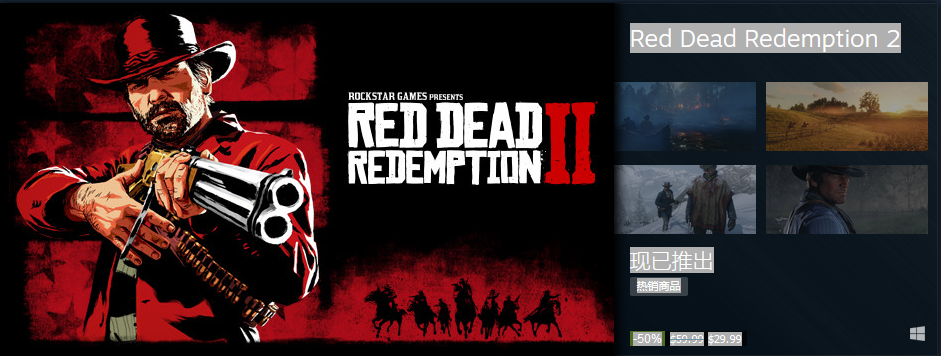 ROCKSTAR GAMES PRESENTS
RED DEAD
REDEMPTION II
Red Dead Redemption 2
现已推出
热销商品
-50% $59.99 $29.99